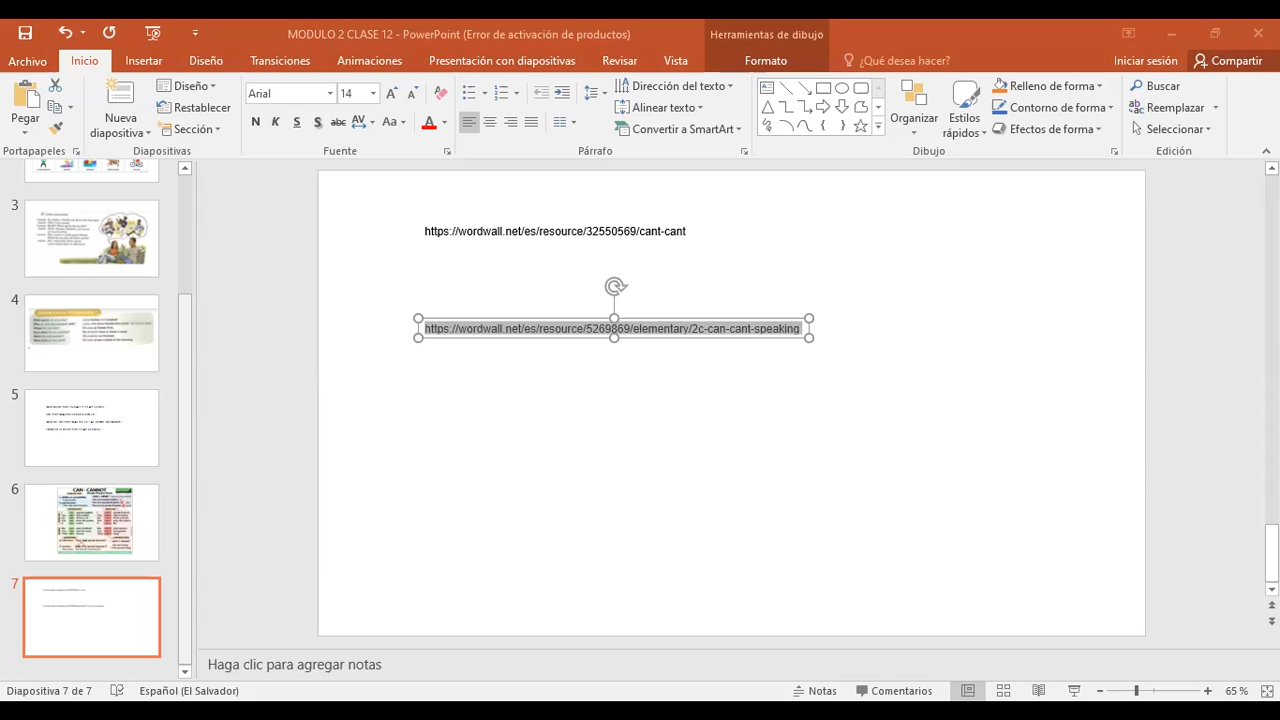 MODULO 2 CLASE 12 - PowerPoint (Error de activación de productos)
Herramientas de dibujo
Archivo
Inicio
Insertar
Diseño
Transciones
Animaciones
Presentación con diapositivas
Revisar
Vista
Formato
¿Qué desea hacer?
Iniciar sesión
Compartir
Pegar
Nueva diapositiva
Diseño
Restablecer
Sección
Arial
14
N K S S abc AV Aa A
Dirección del texto
Alinear texto
Convertir a SmartArt
Organizar
Estilos rápidos
Relleno de forma
Contorno de forma
Efectos de forma
Buscar
Reemplazar
Seleccionar
Portapapeles
Diapositivas
Fuente
Párrafo
Dibujo
Edición
3
4
5
6
CAN - CANNOT
7
https://wordwall.net/es/resource/32550569/cant-cant
https://wordwall.net/es/resource/5269869/elementary/2c-can-cant-speaking
Haga clic para agregar notas
Diapositiva 7 de 7
Español (El Salvador)
Notas
Comentarios
65 %